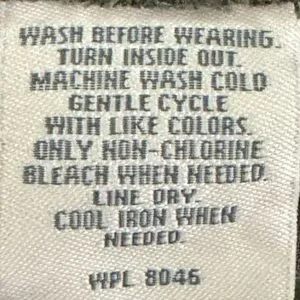 WASH BEFORE WEARING.
TURN INSIDE OUT.
MACHINE WASH COLD
GENTLE CYCLE
WITH LIKE COLORS.
ONLY NON-CHLORINE
BLEACH WHEN NEEDED.
LINE DRY.
COOL IRON WHEN
NEEDED.
WPL 8046